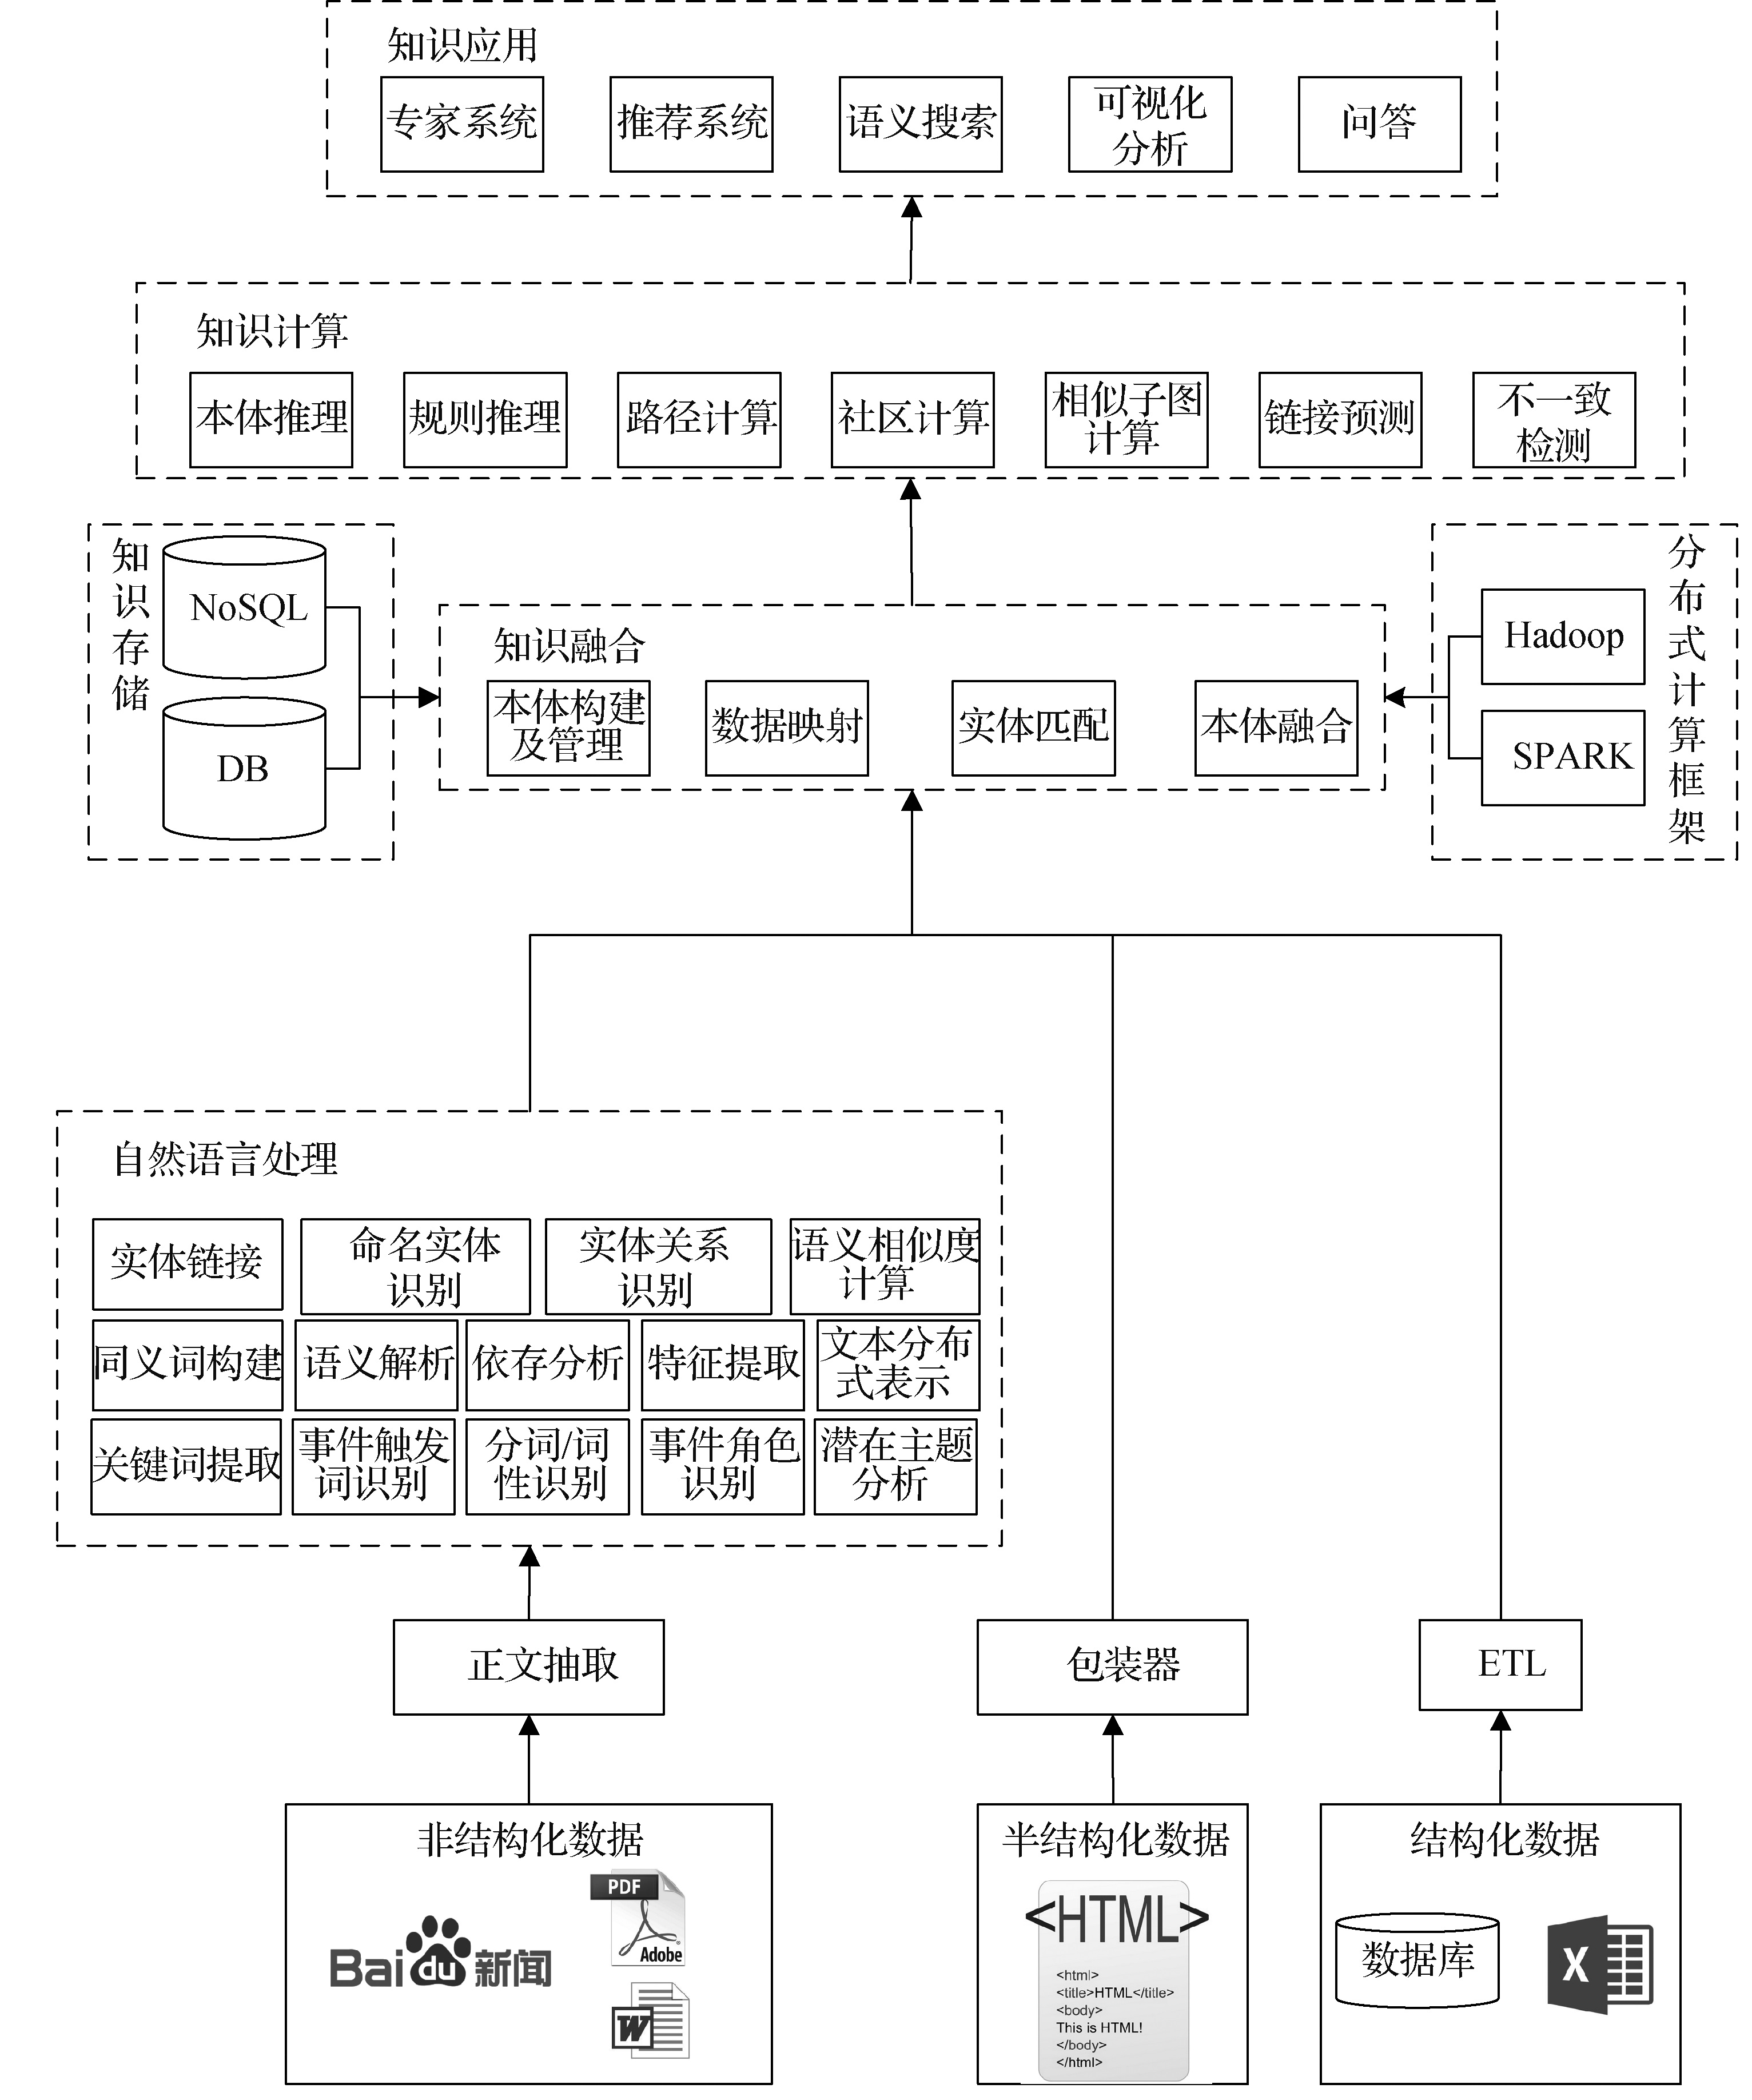 知识应用
专家系统
推荐系统
语义搜索
可视化
分析
问答
知识计算
本体推理
规则推理
路径计算
社区计算
相似子图
计算
链接预测
不一致
检测
知识存储
NoSQL
DB
知识融合
本体构建
及管理
数据映射
实体匹配
本体融合
分布式计算框架
Hadoop
SPARK
自然语言处理
实体链接
命名实体
识别
实体关系
识别
语义相似度
计算
同义词构建
语义解析
依存分析
特征提取
文本分布
式表示
关键词提取
事件触发
词识别
分词/词
性识别
事件角色
识别
潜在主题
分析
正文抽取
包装器
ETL
非结构化数据
PDF
Adobe
Baidu新闻
W
半结构化数据
<HTML>
<html>
<title>HTML</title>
<body>
This is HTML!
</body>
</html>
结构化数据
数据库
X